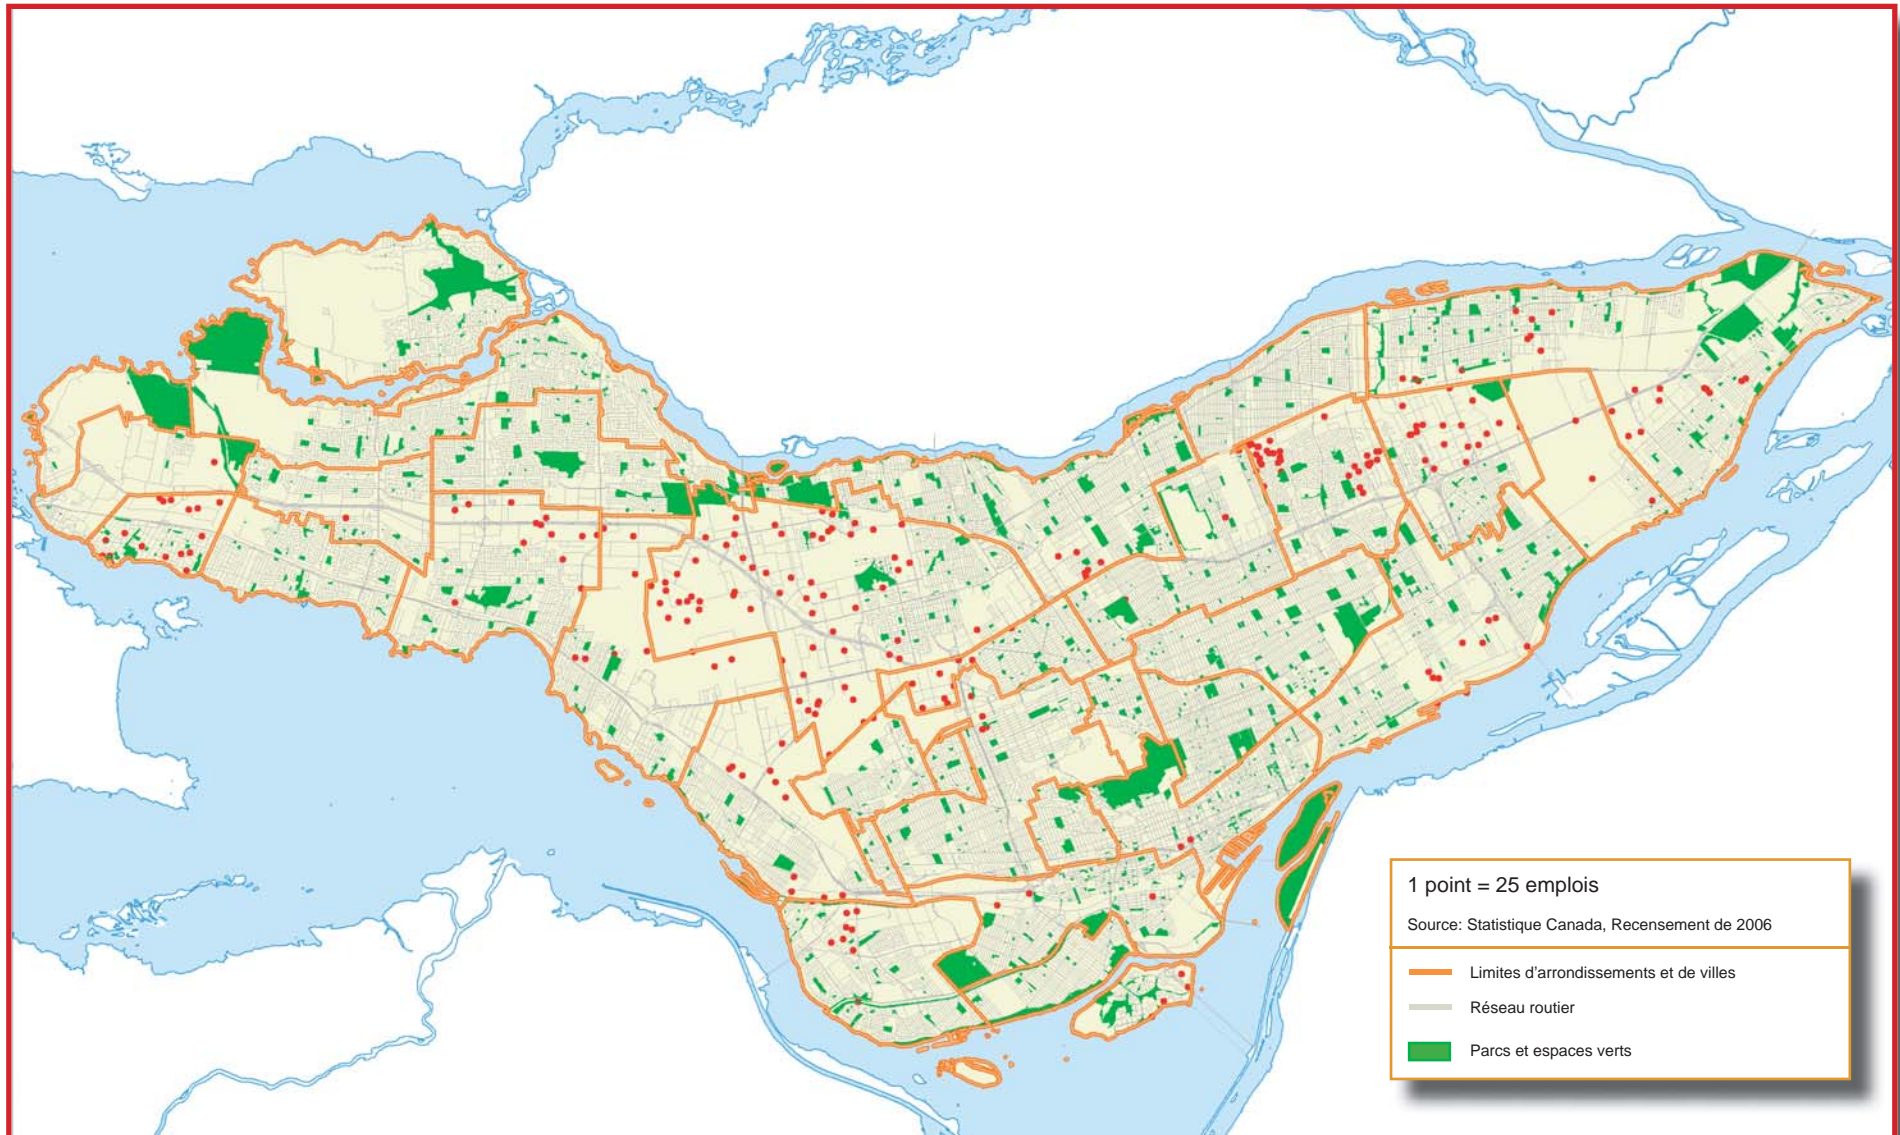 1 point = 25 emplois
Source: Statistique Canada, Recensement de 2006
Limites d'arrondissements et de villes
Réseau routier
Parcs et espaces verts